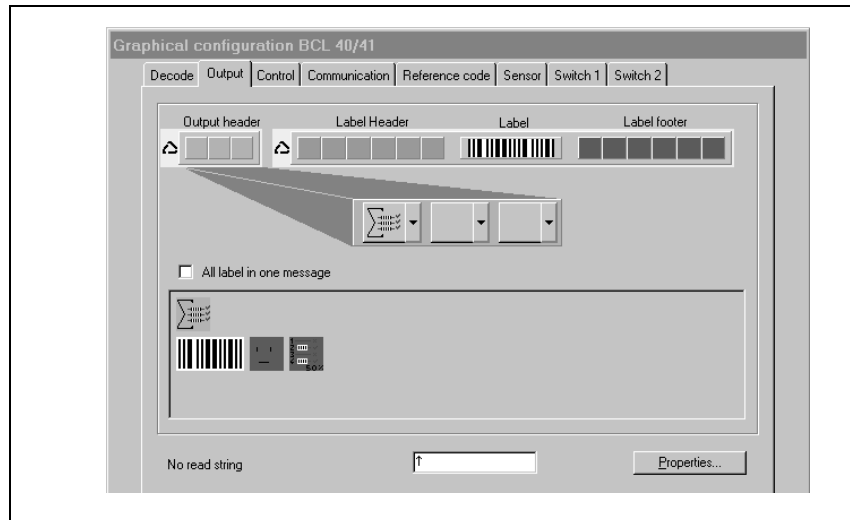 Graphical configuration BCL 40/41
Decode Output Control Communication Reference code Sensor Switch 1 Switch 2
Output header Label Header Label Label footer
All label in one message
50%
No read string ↑ Properties...